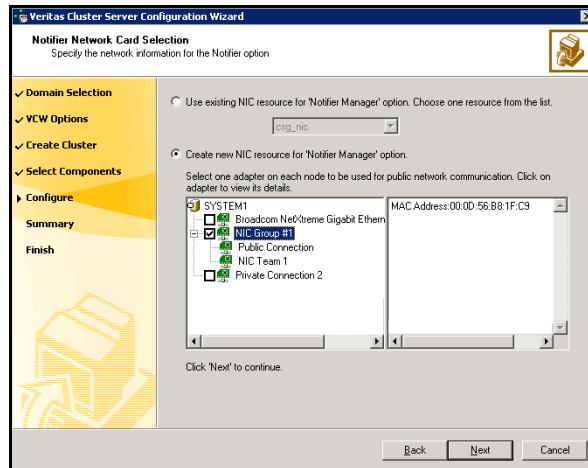 Veritas Cluster Server Configuration Wizard
Notifier Network Card Selection
Specify the network information for the Notifier option
Domain Selection
VCW Options
Create Cluster
Select Components
Configure
Summary
Finish
Use existing NIC resource for 'Notifier Manager' option. Choose one resource from the list.
csg_nic
Create new NIC resource for 'Notifier Manager' option.
Select one adapter on each node to be used for public network communication. Click on
adapter to view its details.
SYSTEM1
Broadcom NetXtreme Gigabit Ethern
NIC Group #1
Public Connection
NIC Team 1
Private Connection 2
MAC Address:00:0D:56:B8:1F:C9
Click 'Next' to continue.
Back
Next
Cancel